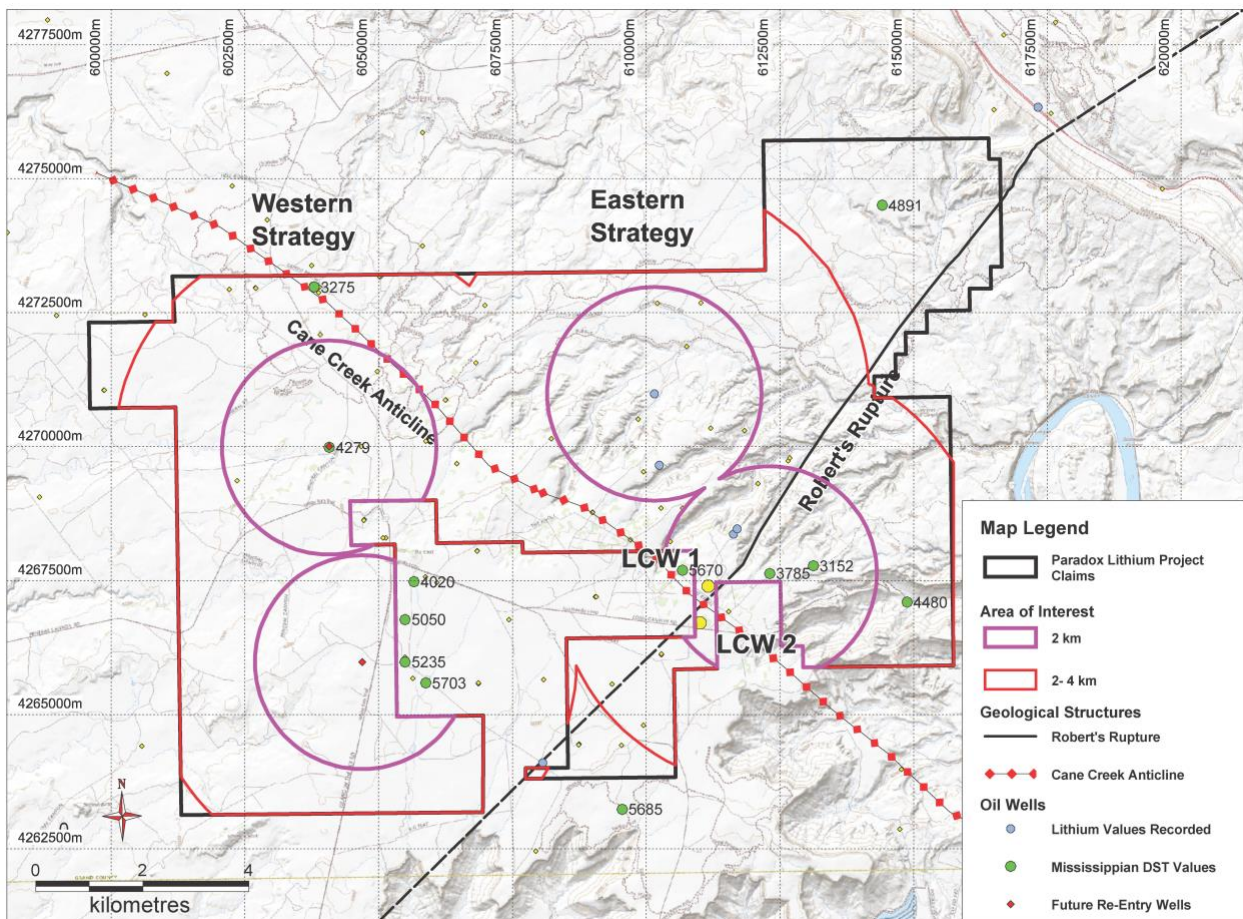 4277500m
600000m
602500m
605000m
607500m
610000m
612500m
615000m
617500m
620000m
4275000m
Western
Strategy
Eastern
Strategy
4891
4272500m
3275
Cane Creek Anticline
Robert's Rupture
4270000m
4279
LCW 1
5670
3785
3152
4267500m
4020
4480
5050
LCW 2
5235
5703
4265000m
5685
4262500m
N
0 2 4
kilometres
Map Legend
Paradox Lithium Project
Claims
Area of Interest
2 km
2- 4 km
Geological Structures
Robert's Rupture
Cane Creek Anticline
Oil Wells
Lithium Values Recorded
Mississippian DST Values
Future Re-Entry Wells